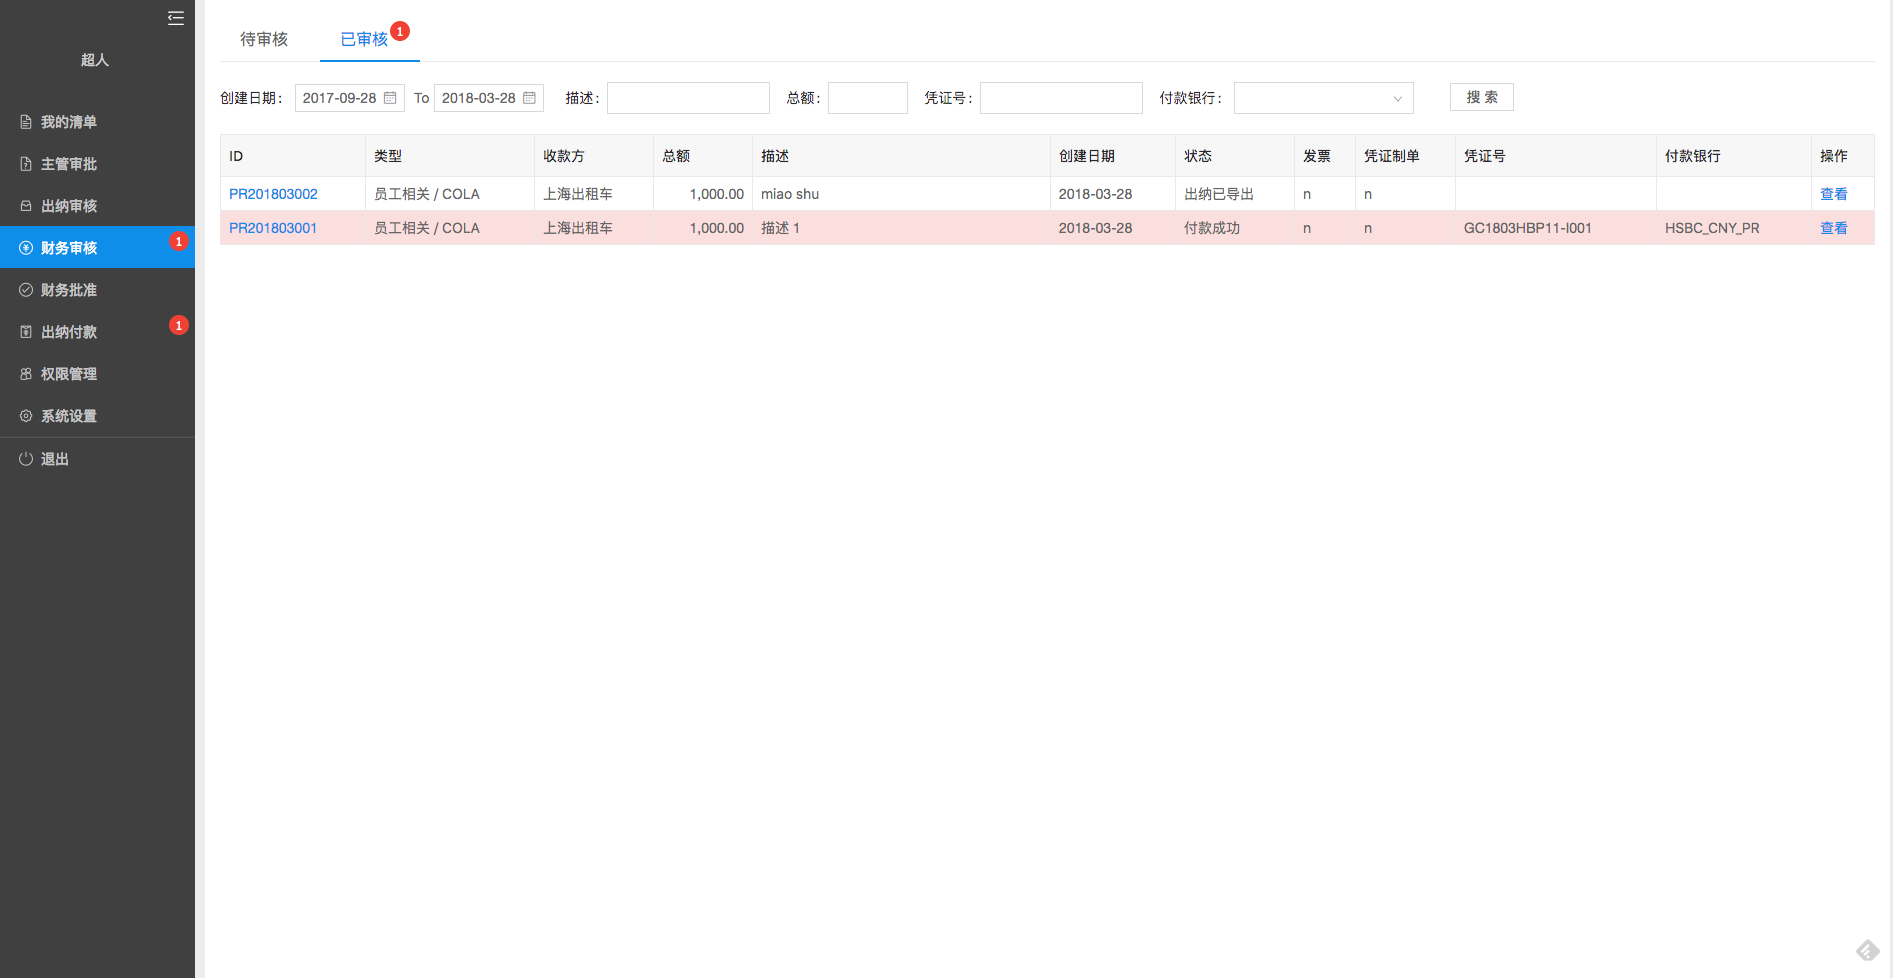 超人
我的清单
主管审批
出纳审核
财务审核 1
财务批准
出纳付款 1
权限管理
系统设置
退出
待审核 已审核 1
创建日期: 2017-09-28 To 2018-03-28 描述: 总额: 凭证号: 付款银行: 搜 索
ID 类型 收款方 总额 描述 创建日期 状态 发票 凭证制单 凭证号 付款银行 操作
PR201803002 员工相关 / COLA 上海出租车 1,000.00 miao shu 2018-03-28 出纳已导出 n n 查看
PR201803001 员工相关 / COLA 上海出租车 1,000.00 描述 1 2018-03-28 付款成功 n n GC1803HBP11-I001 HSBC_CNY_PR 查看